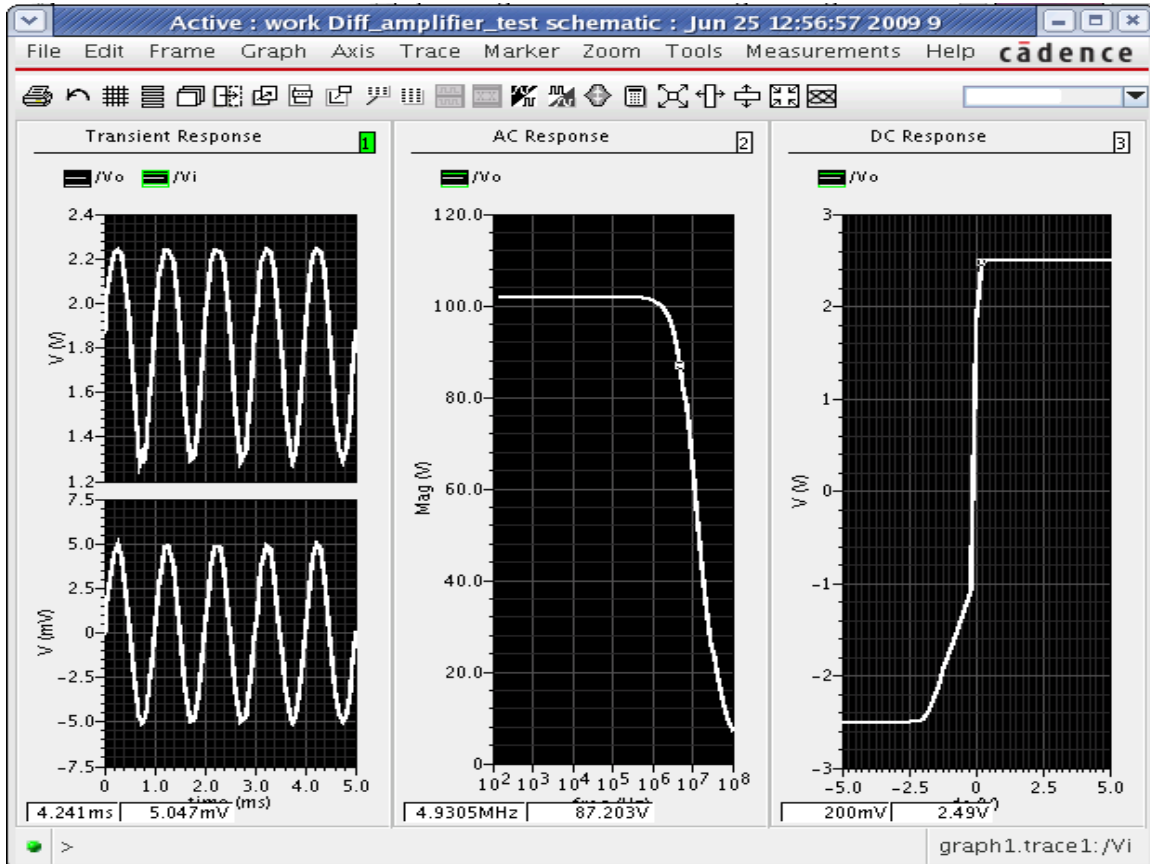 Active : work Diff_amplifier_test schematic : Jun 25 12:56:57 2009 9
File Edit Frame Graph Axis Trace Marker Zoom Tools Measurements Help cādence
Transient Response 1
/Vo /Vi
2.4
2.2
2.0
1.8
1.6
1.4
1.2
V (V)
7.5
5.0
2.5
0
-2.5
-5.0
-7.5
V (mV)
0 1.0 2.0 3.0 4.0 5.0
time (ms)
4.241ms 5.047mV
AC Response 2
/Vo
120.0
100.0
80.0
60.0
40.0
20.0
0
Mag (V)
10² 10³ 10⁴ 10⁵ 10⁶ 10⁷ 10⁸
4.9305MHz 87.203V
DC Response 3
/Vo
3
2
1
0
-1
-2
-3
V (V)
-5.0 -2.5 0 2.5 5.0
200mV 2.49V
> graph1.trace1:/Vi